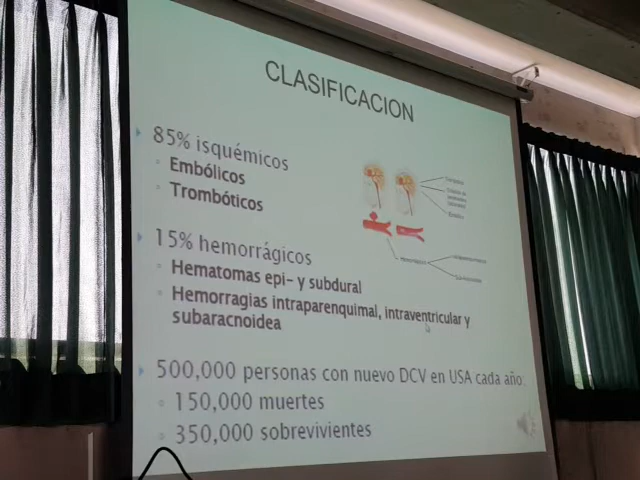 CLASIFICACION
85% isquémicos
Embólicos
Trombóticos
15% hemorrágicos
Hematomas epi- y subdural
Hemorragias intraparenquimal, intraventricular y
subaracnoidea
500,000 personas con nuevo DCV en USA cada año:
150,000 muertes
350,000 sobrevivientes